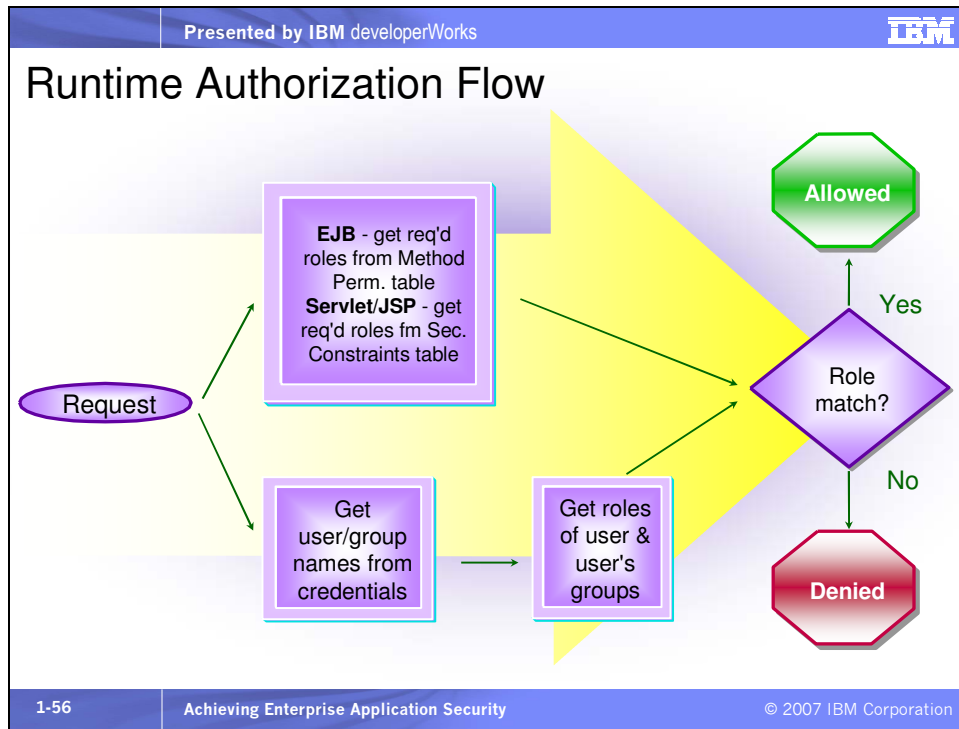 Presented by IBM developerWorks
IBM
Runtime Authorization Flow
EJB - get req'd
roles from Method
Perm. table
Servlet/JSP - get
req'd roles fm Sec.
Constraints table
Request
Get
user/group
names from
credentials
Get roles
of user &
user's
groups
Role
match?
Yes
Allowed
No
Denied
1-56
Achieving Enterprise Application Security
© 2007 IBM Corporation